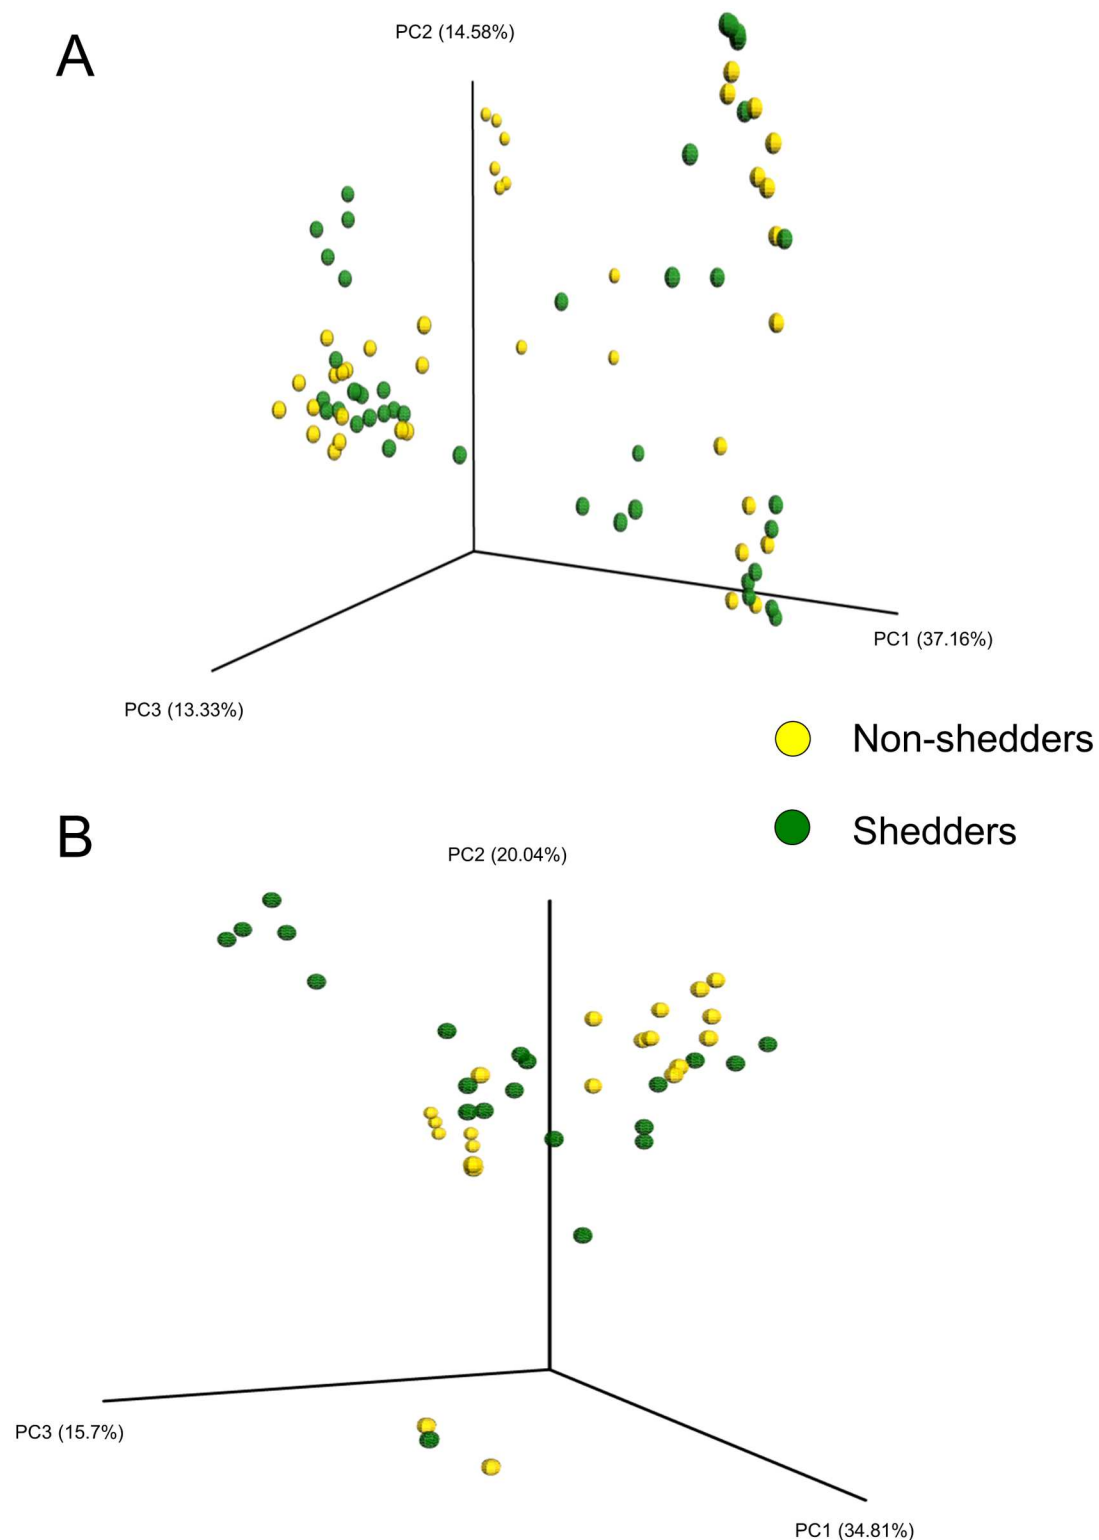 A
PC2 (14.58%)
PC1 (37.16%)
PC3 (13.33%)
Non-shedders
Shedders
B
PC2 (20.04%)
PC3 (15.7%)
PC1 (34.81%)